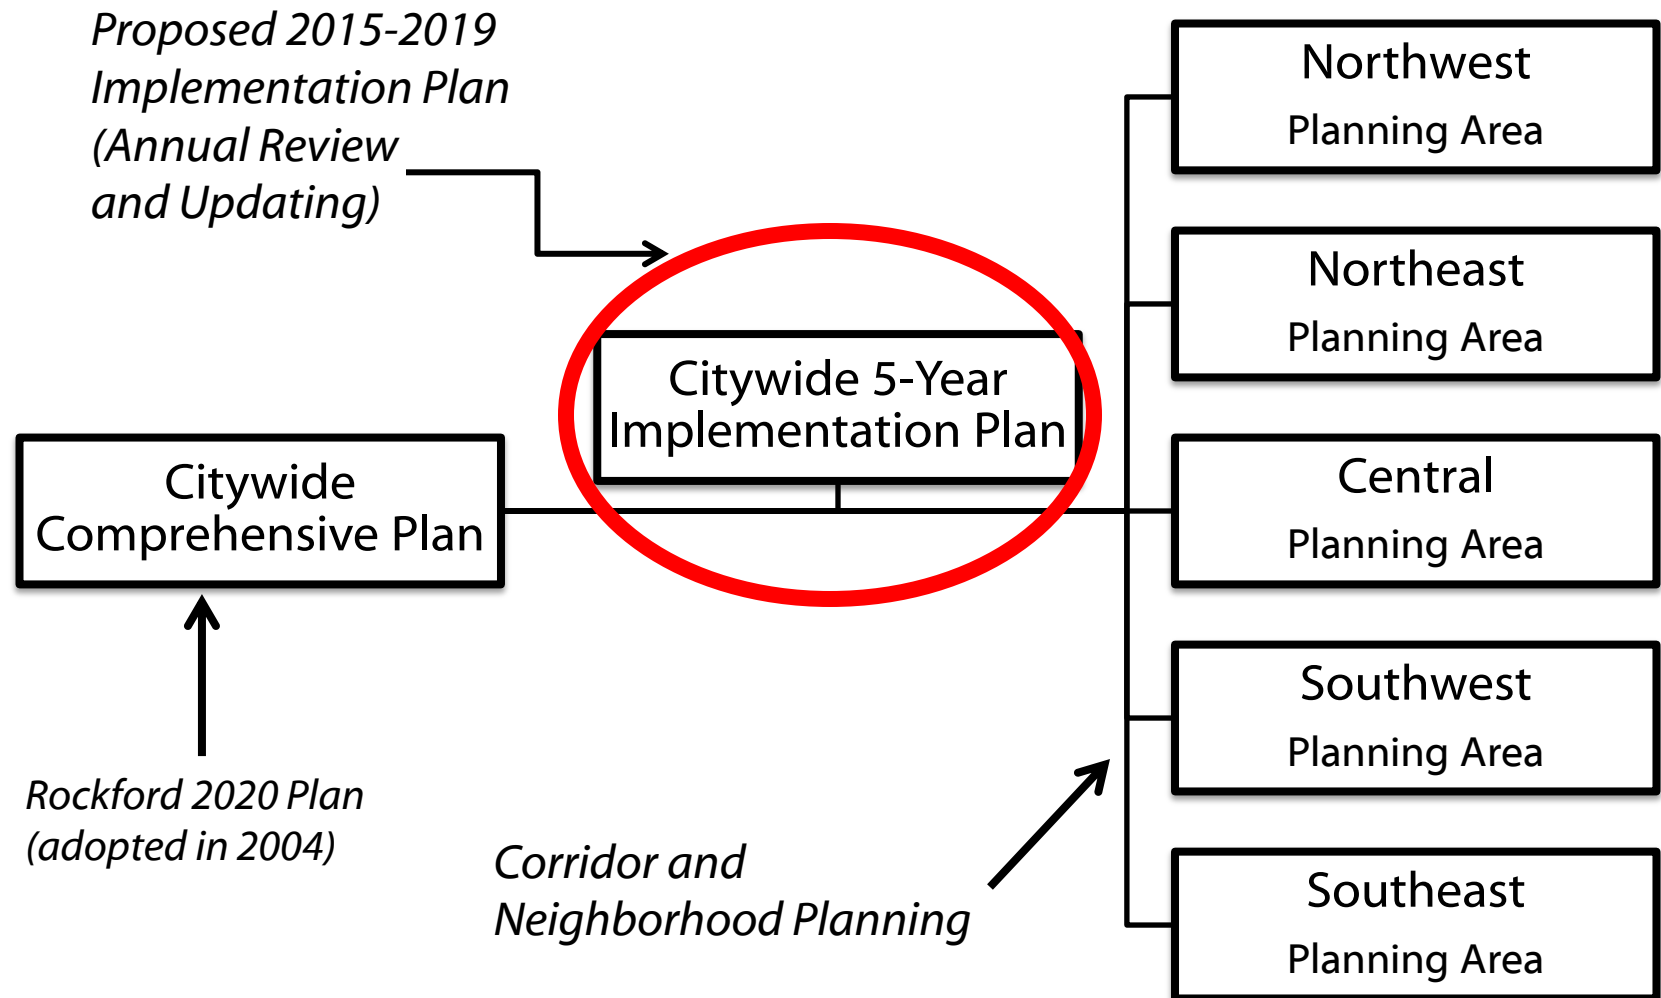 Proposed 2015-2019
Implementation Plan
(Annual Review
and Updating)
Citywide 5-Year
Implementation Plan
Citywide
Comprehensive Plan
Rockford 2020 Plan
(adopted in 2004)
Corridor and
Neighborhood Planning
Northwest
Planning Area
Northeast
Planning Area
Central
Planning Area
Southwest
Planning Area
Southeast
Planning Area